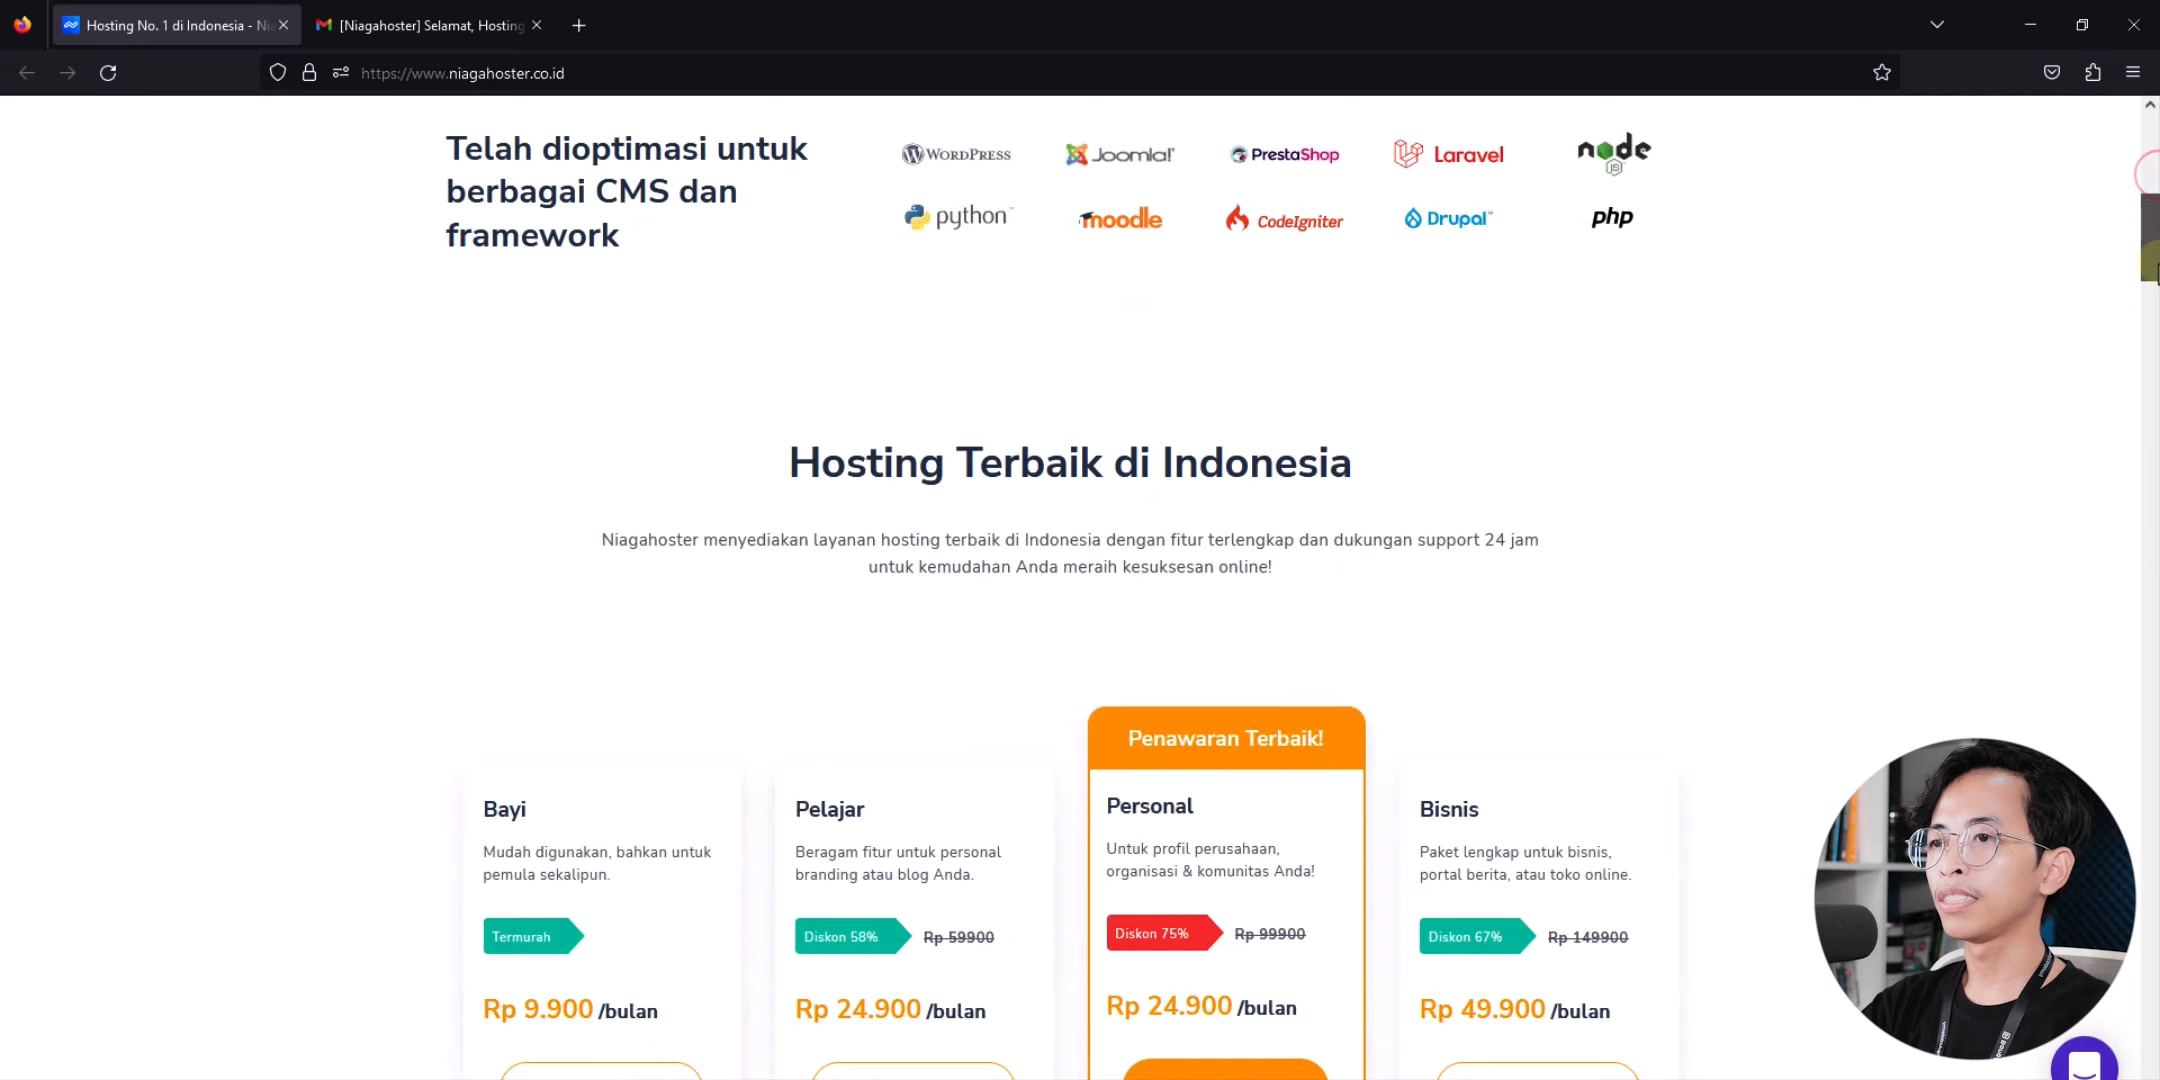 Hosting No. 1 di Indonesia - Ni
[Niagahoster] Selamat, Hosting
https://www.niagahoster.co.id
Telah dioptimasi untuk
berbagai CMS dan
framework
WORDPRESS
Joomla!
PRESTASHOP
Laravel
node
JS
python
moodle
CodeIgniter
Drupal
php
Hosting Terbaik di Indonesia
Niagahoster menyediakan layanan hosting terbaik di Indonesia dengan fitur terlengkap dan dukungan support 24 jam
untuk kemudahan Anda meraih kesuksesan online!
Bayi
Mudah digunakan, bahkan untuk
pemula sekalipun.
Termurah
Rp 9.900 /bulan
Pelajar
Beragam fitur untuk personal
branding atau blog Anda.
Diskon 58% Rp 59900
Rp 24.900 /bulan
Penawaran Terbaik!
Personal
Untuk profil perusahaan,
organisasi & komunitas Anda!
Diskon 75% Rp 99900
Rp 24.900 /bulan
Bisnis
Paket lengkap untuk bisnis,
portal berita, atau toko online.
Diskon 67% Rp 149900
Rp 49.900 /bulan